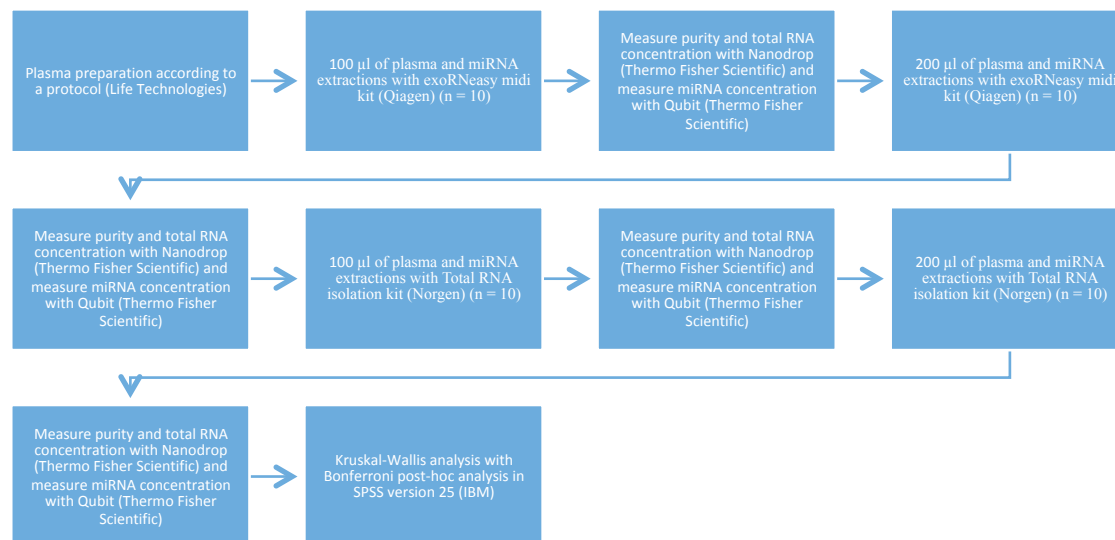 Plasma preparation according to
a protocol (Life Technologies)
100 µl of plasma and miRNA
extractions with exoRNeasy midi
kit (Qiagen) (n = 10)
Measure purity and total RNA
concentration with Nanodrop
(Thermo Fisher Scientific) and
measure miRNA concentration
with Qubit (Thermo Fisher
Scientific)
200 µl of plasma and miRNA
extractions with exoRNeasy midi
kit (Qiagen) (n = 10)
Measure purity and total RNA
concentration with Nanodrop
(Thermo Fisher Scientific) and
measure miRNA concentration
with Qubit (Thermo Fisher
Scientific)
100 µl of plasma and miRNA
extractions with Total RNA
isolation kit (Norgen) (n = 10)
Measure purity and total RNA
concentration with Nanodrop
(Thermo Fisher Scientific) and
measure miRNA concentration
with Qubit (Thermo Fisher
Scientific)
200 µl of plasma and miRNA
extractions with Total RNA
isolation kit (Norgen) (n = 10)
Measure purity and total RNA
concentration with Nanodrop
(Thermo Fisher Scientific) and
measure miRNA concentration
with Qubit (Thermo Fisher
Scientific)
Kruskal-Wallis analysis with
Bonferroni post-hoc analysis in
SPSS version 25 (IBM)